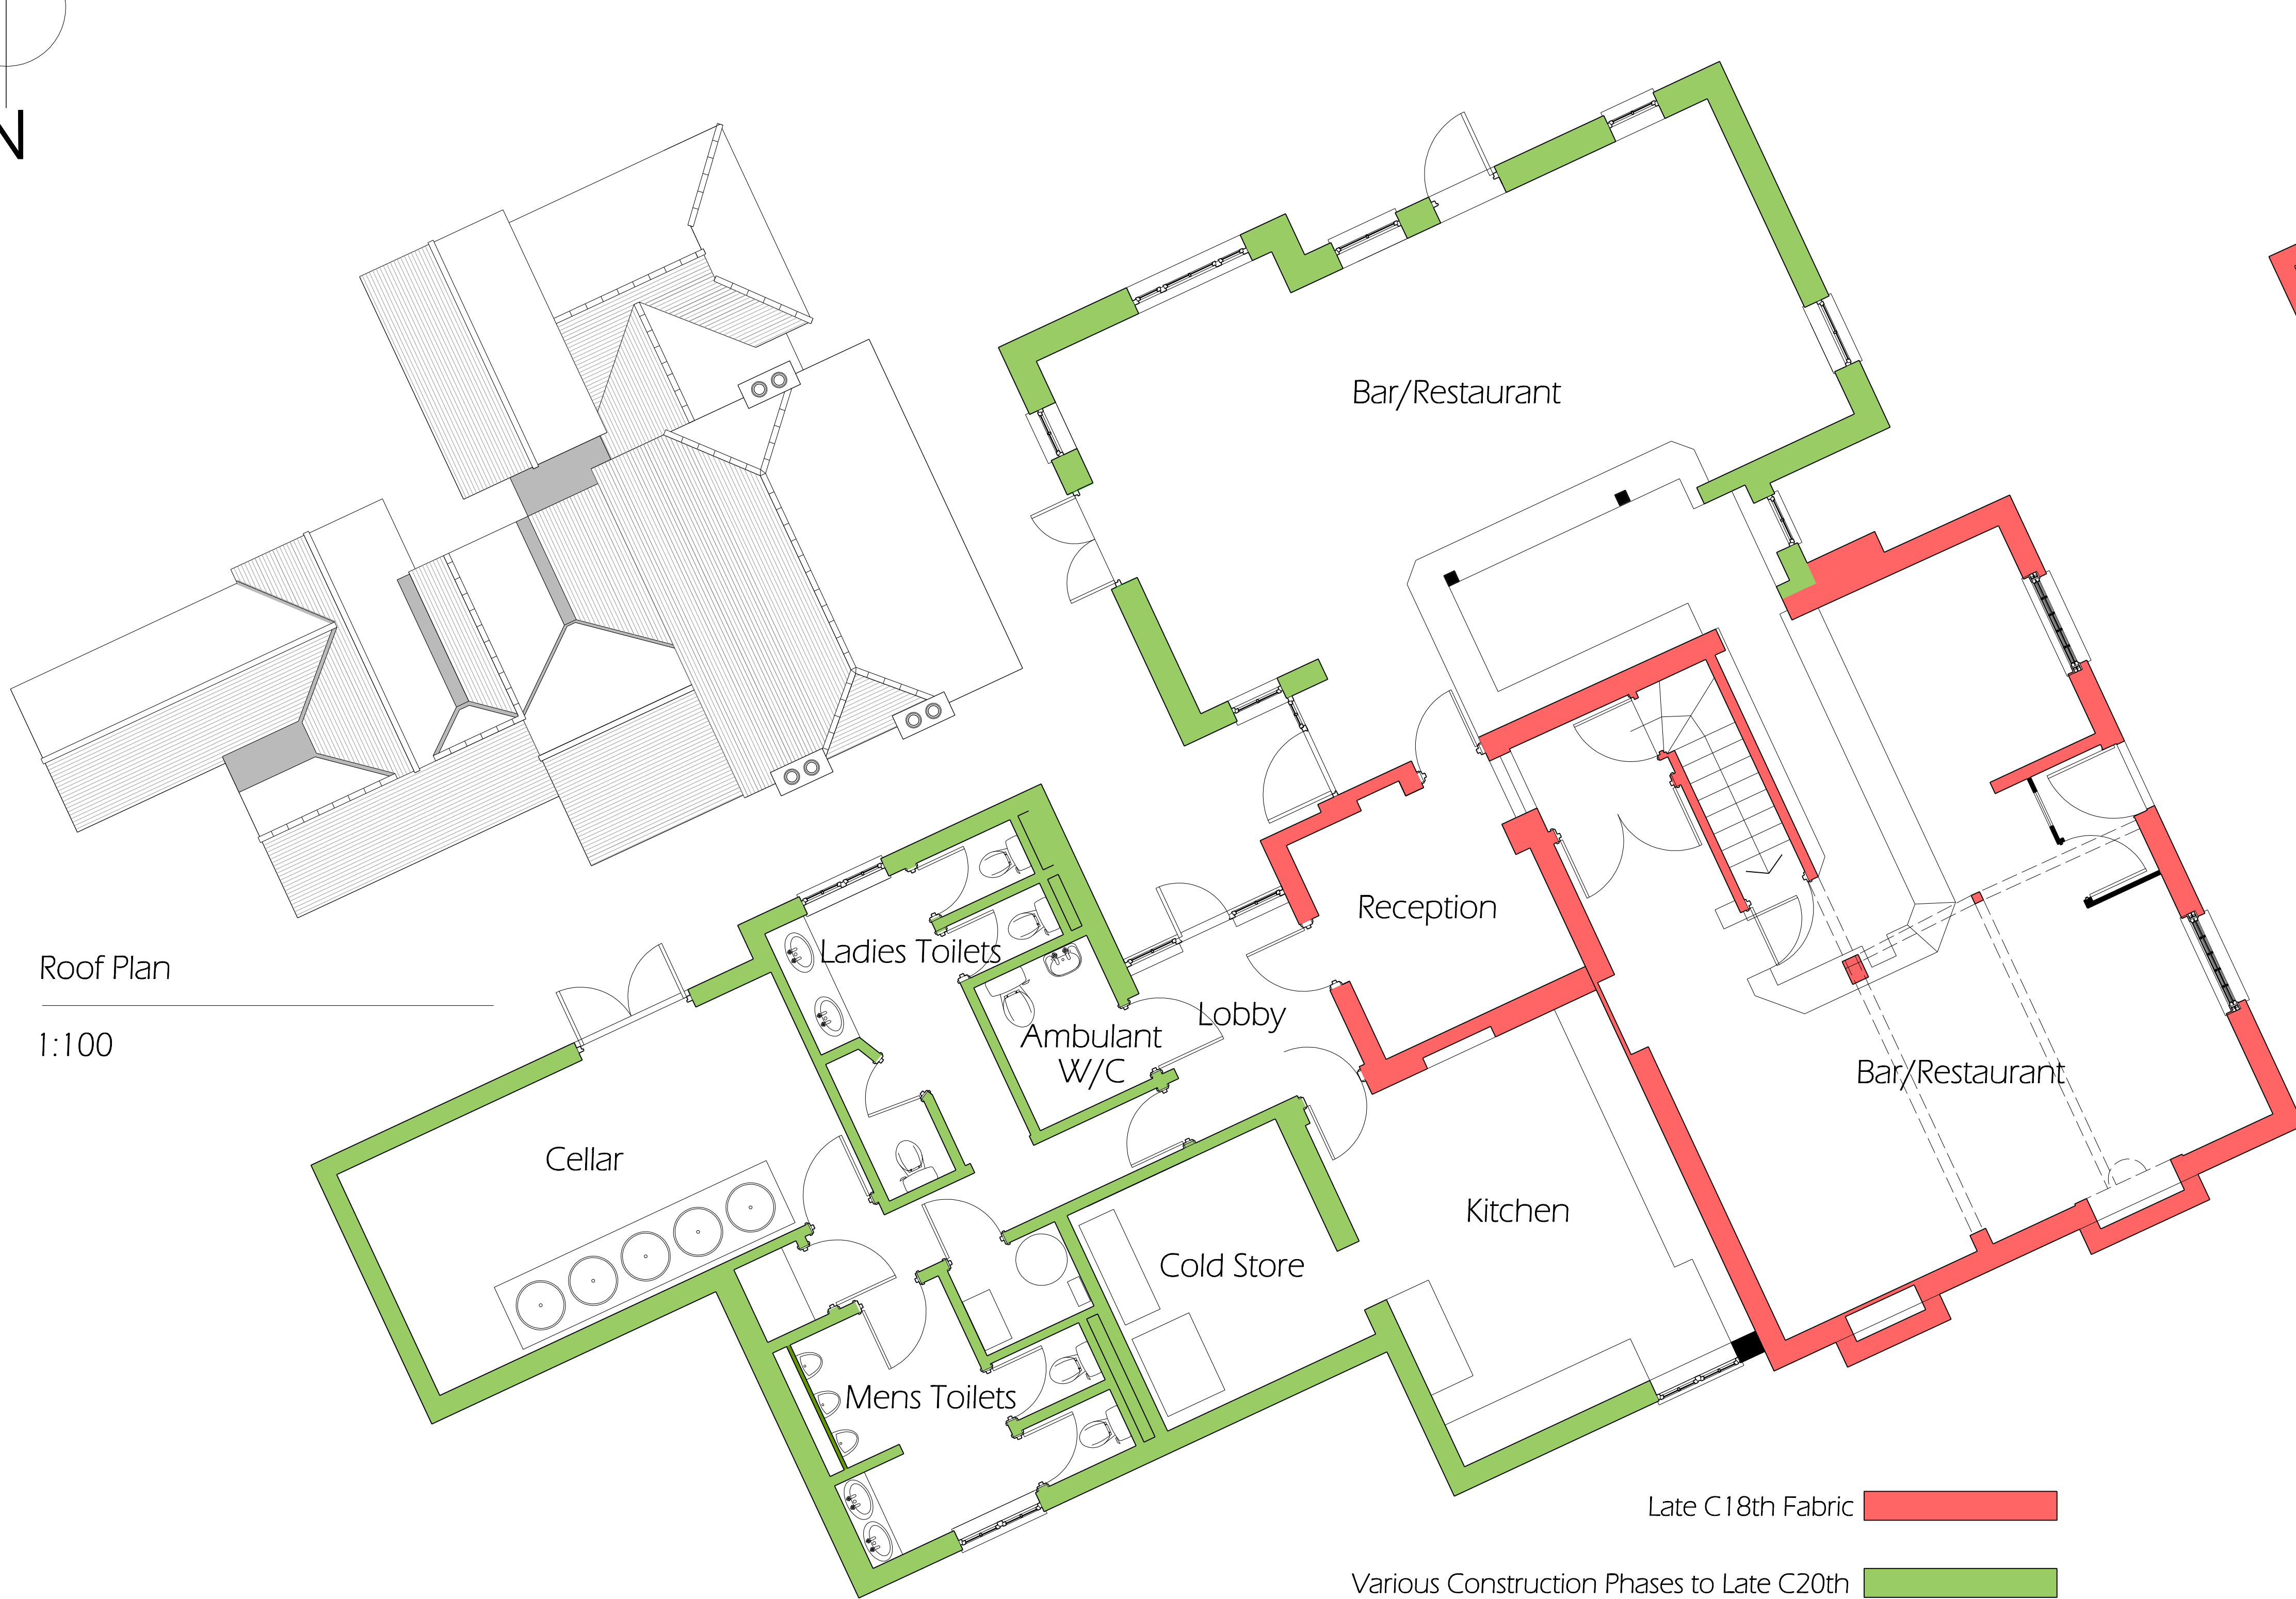 N
Bar/Restaurant
Reception
Ladies Toilets
Roof Plan
Lobby
Ambulant
W/C
1:100
Bar/Restaurant
Cellar
Kitchen
Cold Store
Mens Toilets
Late C18th Fabric
Various Construction Phases to Late C20th